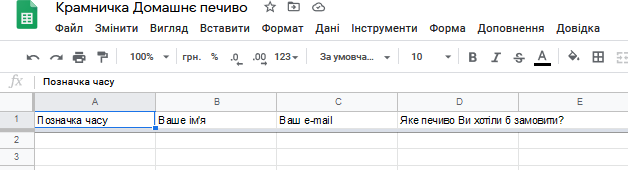 Крамничка Домашнє печиво
Файл Змінити Вигляд Вставити Формат Дані Інструменти Форма Доповнення Довідка
100% грн. % .0 .00 123 За умовча... 10 B I S A
fx Позначка часу
A B C D E
1 Позначка часу Ваше ім'я Ваш e-mail Яке печиво Ви хотіли б замовити?
2
3